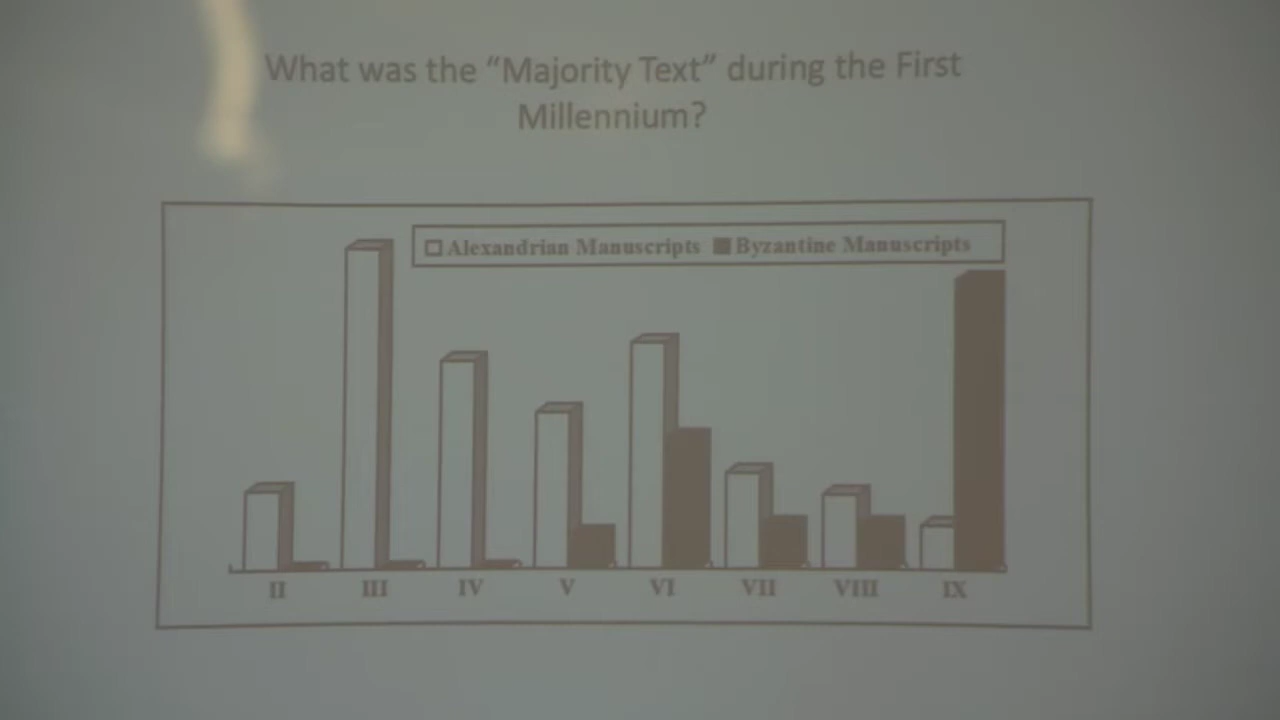 What was the “Majority Text” during the First
Millennium?
Alexandrian Manuscripts Byzantine Manuscripts
II III IV V VI VII VIII IX